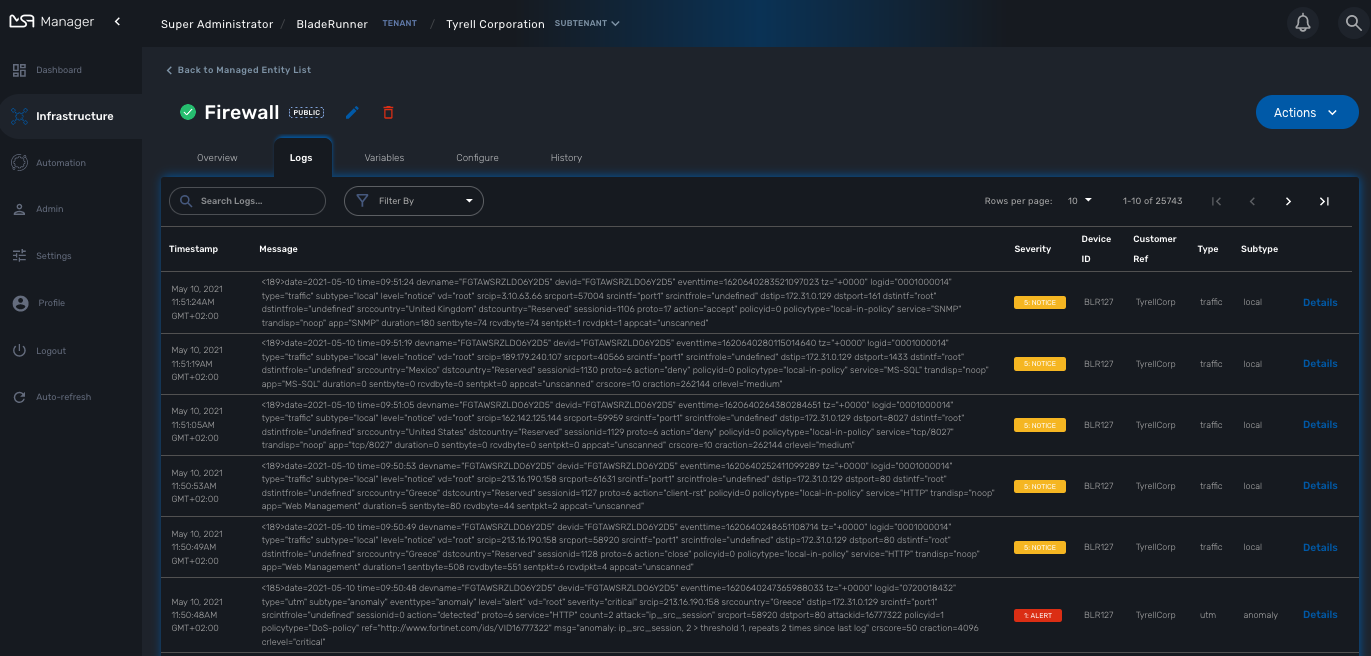 MSA Manager
Super Administrator / BladeRunner TENANT / Tyrell Corporation SUBTENANT
Dashboard
Infrastructure
Automation
Admin
Settings
Profile
Logout
Auto-refresh
Back to Managed Entity List
Firewall PUBLIC
Actions
Overview Logs Variables Configure History
Search Logs... Filter By Rows per page: 10 1-10 of 25743
Timestamp Message Severity Device ID Customer Ref Type Subtype
May 10, 2021
11:51:24AM
GMT+02:00
<189>date=2021-05-10 time=09:51:24 devname="FGTAWSRZLDO6Y2D5" devid="FGTAWSRZLDO6Y2D5" eventtime=1620640283521097023 tz="+0000" logid="0001000014"
type="traffic" subtype="local" level="notice" vd="root" srcip=3.10.63.66 srcport=57004 srcintf="port1" srcintfrole="undefined" dstip=172.31.0.129 dstport=161 dstintf="root"
dstintfrole="undefined" srccountry="United Kingdom" dstcountry="Reserved" sessionid=1106 proto=17 action="accept" policyid=0 policytype="local-in-policy" service="SNMP"
trandisp="noop" app="SNMP" duration=180 sentbyte=74 rcvdbyte=74 sentpkt=1 rcvdpkt=1 appcat="unscanned"
5: NOTICE BLR127 TyrellCorp traffic local Details
May 10, 2021
11:51:19AM
GMT+02:00
<189>date=2021-05-10 time=09:51:19 devname="FGTAWSRZLDO6Y2D5" devid="FGTAWSRZLDO6Y2D5" eventtime=1620640280115014640 tz="+0000" logid="0001000014"
type="traffic" subtype="local" level="notice" vd="root" srcip=189.179.240.107 srcport=40566 srcintf="port1" srcintfrole="undefined" dstip=172.31.0.129 dstport=1433 dstintf="root"
dstintfrole="undefined" srccountry="Mexico" dstcountry="Reserved" sessionid=1130 proto=6 action="deny" policyid=0 policytype="local-in-policy" service="MS-SQL" trandisp="noop"
app="MS-SQL" duration=0 sentbyte=0 rcvdbyte=0 sentpkt=0 appcat="unscanned" crscore=10 craction=262144 crlevel="medium"
5: NOTICE BLR127 TyrellCorp traffic local Details
May 10, 2021
11:51:05AM
GMT+02:00
<189>date=2021-05-10 time=09:51:05 devname="FGTAWSRZLDO6Y2D5" devid="FGTAWSRZLDO6Y2D5" eventtime=1620640264380284651 tz="+0000" logid="0001000014"
type="traffic" subtype="local" level="notice" vd="root" srcip=162.142.125.144 srcport=59959 srcintf="port1" srcintfrole="undefined" dstip=172.31.0.129 dstport=8027 dstintf="root"
dstintfrole="undefined" srccountry="United States" dstcountry="Reserved" sessionid=1129 proto=6 action="deny" policyid=0 policytype="local-in-policy" service="tcp/8027"
trandisp="noop" app="tcp/8027" duration=0 sentbyte=0 rcvdbyte=0 sentpkt=0 appcat="unscanned" crscore=10 craction=262144 crlevel="medium"
5: NOTICE BLR127 TyrellCorp traffic local Details
May 10, 2021
11:50:53AM
GMT+02:00
<189>date=2021-05-10 time=09:50:53 devname="FGTAWSRZLDO6Y2D5" devid="FGTAWSRZLDO6Y2D5" eventtime=1620640252411099289 tz="+0000" logid="0001000014"
type="traffic" subtype="local" level="notice" vd="root" srcip=213.16.190.158 srcport=61631 srcintf="port1" srcintfrole="undefined" dstip=172.31.0.129 dstport=80 dstintf="root"
dstintfrole="undefined" srccountry="Greece" dstcountry="Reserved" sessionid=1127 proto=6 action="client-rst" policyid=0 policytype="local-in-policy" service="HTTP" trandisp="noop"
app="Web Management" duration=5 sentbyte=80 rcvdbyte=44 sentpkt=2 appcat="unscanned"
5: NOTICE BLR127 TyrellCorp traffic local Details
May 10, 2021
11:50:49AM
GMT+02:00
<189>date=2021-05-10 time=09:50:49 devname="FGTAWSRZLDO6Y2D5" devid="FGTAWSRZLDO6Y2D5" eventtime=1620640248651108714 tz="+0000" logid="0001000014"
type="traffic" subtype="local" level="notice" vd="root" srcip=213.16.190.158 srcport=58920 srcintf="port1" srcintfrole="undefined" dstip=172.31.0.129 dstport=80 dstintf="root"
dstintfrole="undefined" srccountry="Greece" dstcountry="Reserved" sessionid=1128 proto=6 action="close" policyid=0 policytype="local-in-policy" service="HTTP" trandisp="noop"
app="Web Management" duration=1 sentbyte=508 rcvdbyte=551 sentpkt=6 rcvdpkt=4 appcat="unscanned"
5: NOTICE BLR127 TyrellCorp traffic local Details
May 10, 2021
11:50:48AM
GMT+02:00
<185>date=2021-05-10 time=09:50:48 devname="FGTAWSRZLDO6Y2D5" devid="FGTAWSRZLDO6Y2D5" eventtime=1620640247365988033 tz="+0000" logid="0720018432"
type="utm" subtype="anomaly" eventtype="anomaly" level="alert" vd="root" severity="critical" srcip=213.16.190.158 srccountry="Greece" dstip=172.31.0.129 srcintf="port1"
srcintfrole="undefined" sessionid=0 action="detected" proto=6 service="HTTP" count=2 attack="ip_src_session" srcport=58920 dstport=80 attackid=16777322 policyid=1
policytype="DoS-policy" ref="http://www.fortinet.com/ids/VID16777322" msg="anomaly: ip_src_session, 2 > threshold 1, repeats 2 times since last log" crscore=50 craction=4096
crlevel="critical"
1: ALERT BLR127 TyrellCorp utm anomaly Details